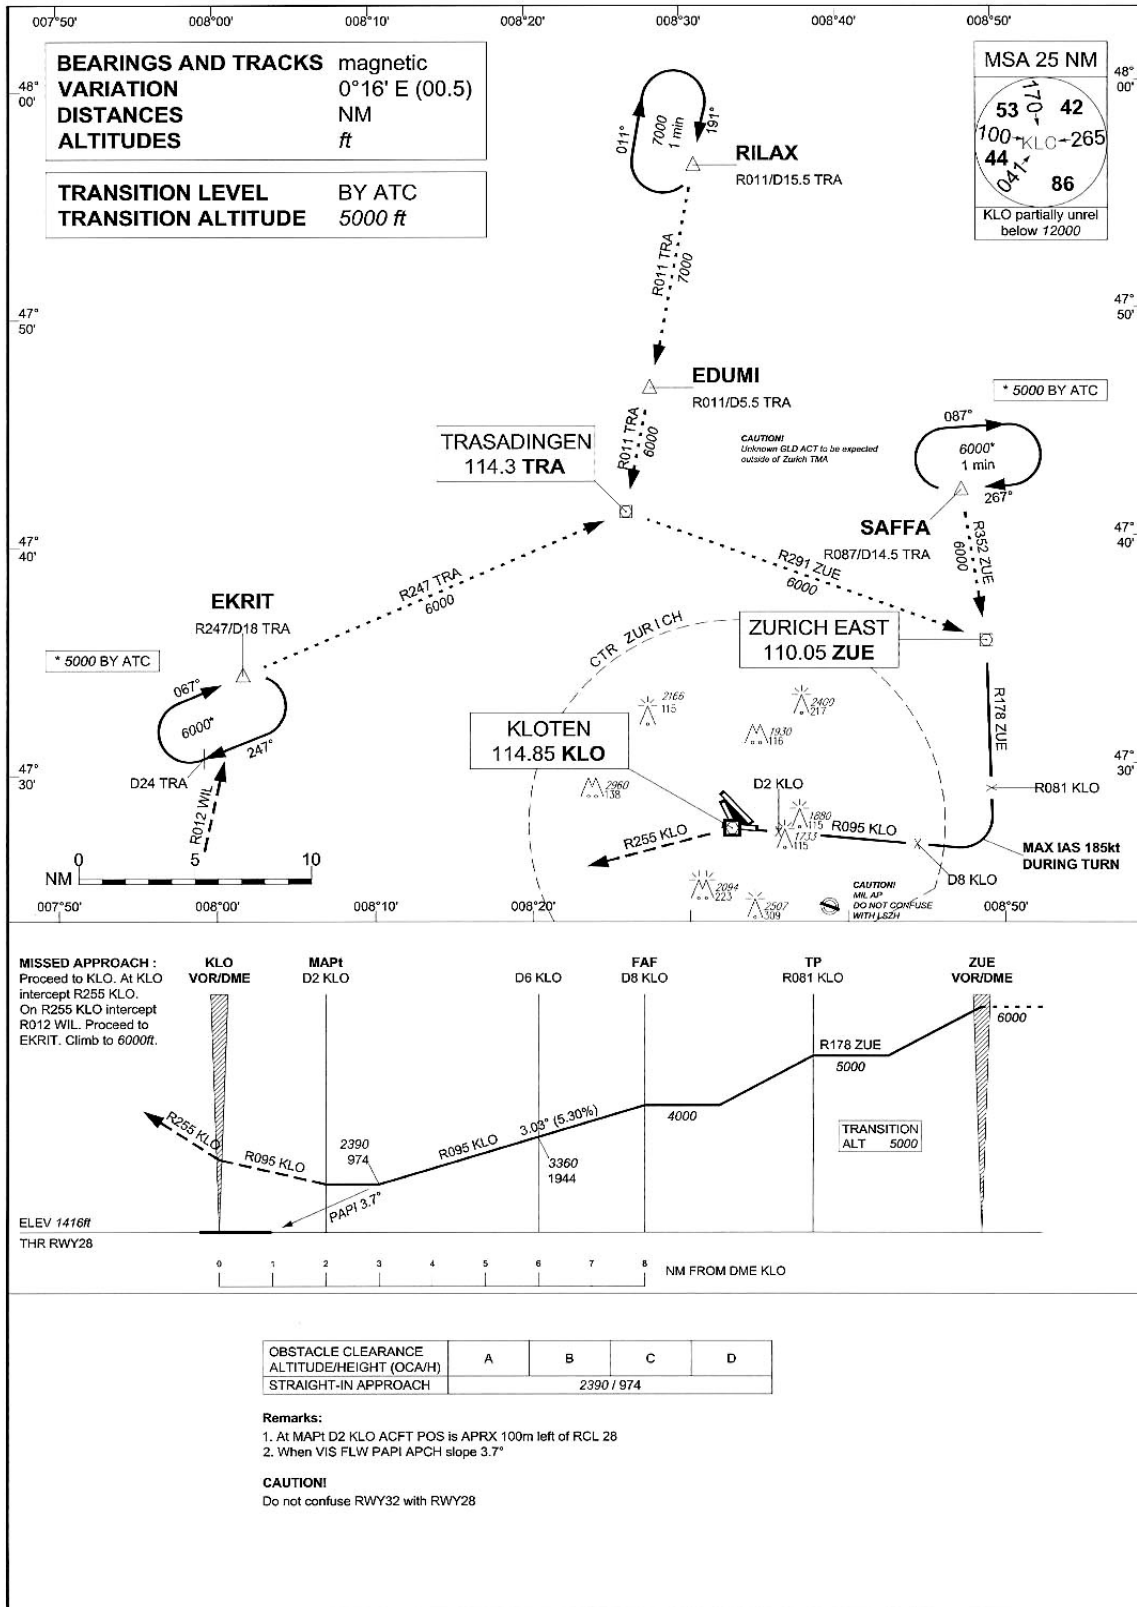 007°50' 008°00' 008°10' 008°20' 008°30' 008°40' 008°50'
BEARINGS AND TRACKS magnetic
VARIATION 0°16' E (00.5)
DISTANCES NM
ALTITUDES ft
TRANSITION LEVEL BY ATC
TRANSITION ALTITUDE 5000 ft
MSA 25 NM
170
53 42
100 KLO 265
44
041
86
KLO partially unrel
below 12000
48°
00'
48°
00'
011°
7000
1 min
191°
RILAX
R011/D15.5 TRA
R011 TRA
7000
47°
50'
47°
50'
EDUMI
R011/D5.5 TRA
R011 TRA
6000
* 5000 BY ATC
087°
6000*
1 min
267°
CAUTION!
Unknown GLD ACT to be expected
outside of Zurich TMA
TRASADINGEN
114.3 TRA
SAFFA
R087/D14.5 TRA
R352 ZUE
6000
47°
40'
47°
40'
R291 ZUE
6000
R247 TRA
6000
EKRIT
R247/D18 TRA
* 5000 BY ATC
067°
6000*
247°
D24 TRA
R012 WIL
CTR ZURICH
ZURICH EAST
110.05 ZUE
R178 ZUE
KLOTEN
114.85 KLO
2166
115
2400
217
1930
116
2960
138
47°
30'
47°
30'
D2 KLO
R081 KLO
1880
115
1733
115
R095 KLO
R255 KLO
MAX IAS 185kt
DURING TURN
D8 KLO
2094
223
2507
309
CAUTION!
MIL AP
DO NOT CONFUSE
WITH LSZH
0 5 10
NM
007°50' 008°00' 008°10' 008°20' 008°30' 008°40' 008°50'
MISSED APPROACH :
Proceed to KLO. At KLO
intercept R255 KLO.
On R255 KLO intercept
R012 WIL. Proceed to
EKRIT. Climb to 6000ft.
KLO
VOR/DME
MAPt
D2 KLO
D6 KLO
FAF
D8 KLO
TP
R081 KLO
ZUE
VOR/DME
6000
R178 ZUE
5000
4000
3.03° (5.30%)
R095 KLO
3360
1944
2390
974
R255 KLO
R095 KLO
PAPI 3.7°
TRANSITION
ALT 5000
ELEV 1416ft
THR RWY28
0 1 2 3 4 5 6 7 8
NM FROM DME KLO
OBSTACLE CLEARANCE
ALTITUDE/HEIGHT (OCA/H) A B C D
STRAIGHT-IN APPROACH 2390 / 974
Remarks:
1. At MAPt D2 KLO ACFT POS is APRX 100m left of RCL 28
2. When VIS FLW PAPI APCH slope 3.7°
CAUTION!
Do not confuse RWY32 with RWY28